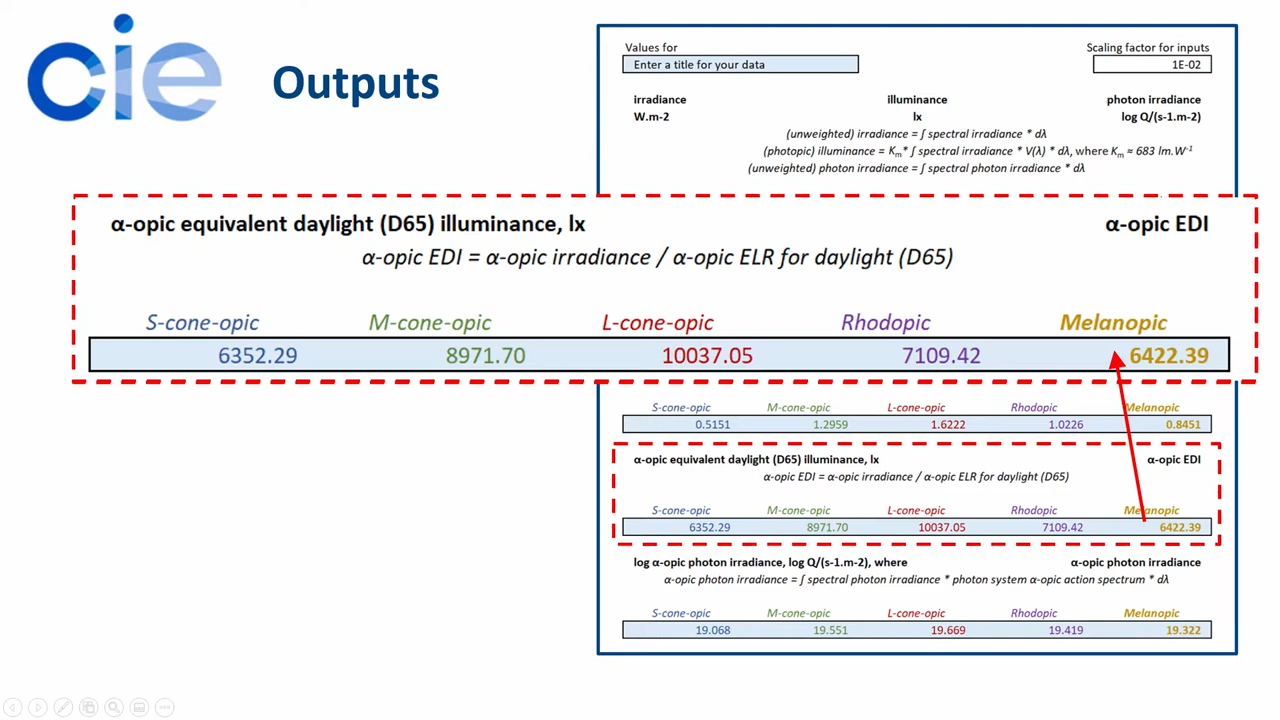 cie
Outputs
Values for
Scaling factor for inputs
Enter a title for your data
1E-02
irradiance
illuminance
photon irradiance
W.m-2
lx
log Q/(s-1.m-2)
(unweighted) irradiance = ∫ spectral irradiance * dλ
(photopic) illuminance = Km* ∫ spectral irradiance * V(λ) * dλ, where Km ≈ 683 lm.W-1
(unweighted) photon irradiance = ∫ spectral photon irradiance * dλ
α-opic equivalent daylight (D65) illuminance, lx
α-opic EDI
α-opic EDI = α-opic irradiance / α-opic ELR for daylight (D65)
S-cone-opic M-cone-opic L-cone-opic Rhodopic Melanopic
6352.29 8971.70 10037.05 7109.42 6422.39
S-cone-opic M-cone-opic L-cone-opic Rhodopic Melanopic
0.5151 1.2959 1.6222 1.0226 0.8451
α-opic equivalent daylight (D65) illuminance, lx
α-opic EDI
α-opic EDI = α-opic irradiance / α-opic ELR for daylight (D65)
S-cone-opic M-cone-opic L-cone-opic Rhodopic Melanopic
6352.29 8971.70 10037.05 7109.42 6422.39
log α-opic photon irradiance, log Q/(s-1.m-2), where
α-opic photon irradiance
α-opic photon irradiance = ∫ spectral photon irradiance * photon system α-opic action spectrum * dλ
S-cone-opic M-cone-opic L-cone-opic Rhodopic Melanopic
19.068 19.551 19.669 19.419 19.322